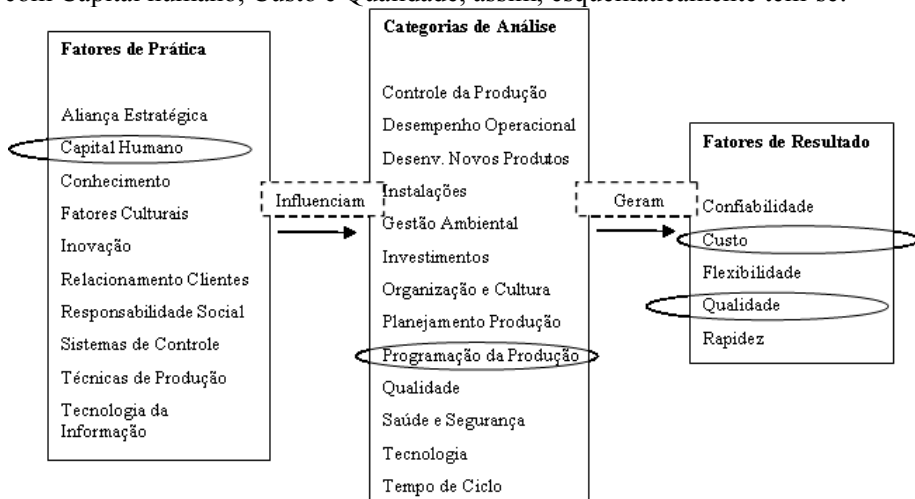 com Capital humano, Custo e Qualidade, assim, esquematicamente tem-se:
Fatores de Prática
Aliança Estratégica
Capital Humano
Conhecimento
Fatores Culturais
Inovação
Relacionamento Clientes
Responsabilidade Social
Sistemas de Controle
Técnicas de Produção
Tecnologia da
Informação
Influenciam
Categorias de Análise
Controle da Produção
Desempenho Operacional
Desenv. Novos Produtos
Instalações
Gestão Ambiental
Investimentos
Organização e Cultura
Planejamento Produção
Programação da Produção
Qualidade
Saúde e Segurança
Tecnologia
Tempo de Ciclo
Geram
Fatores de Resultado
Confiabilidade
Custo
Flexibilidade
Qualidade
Rapidez